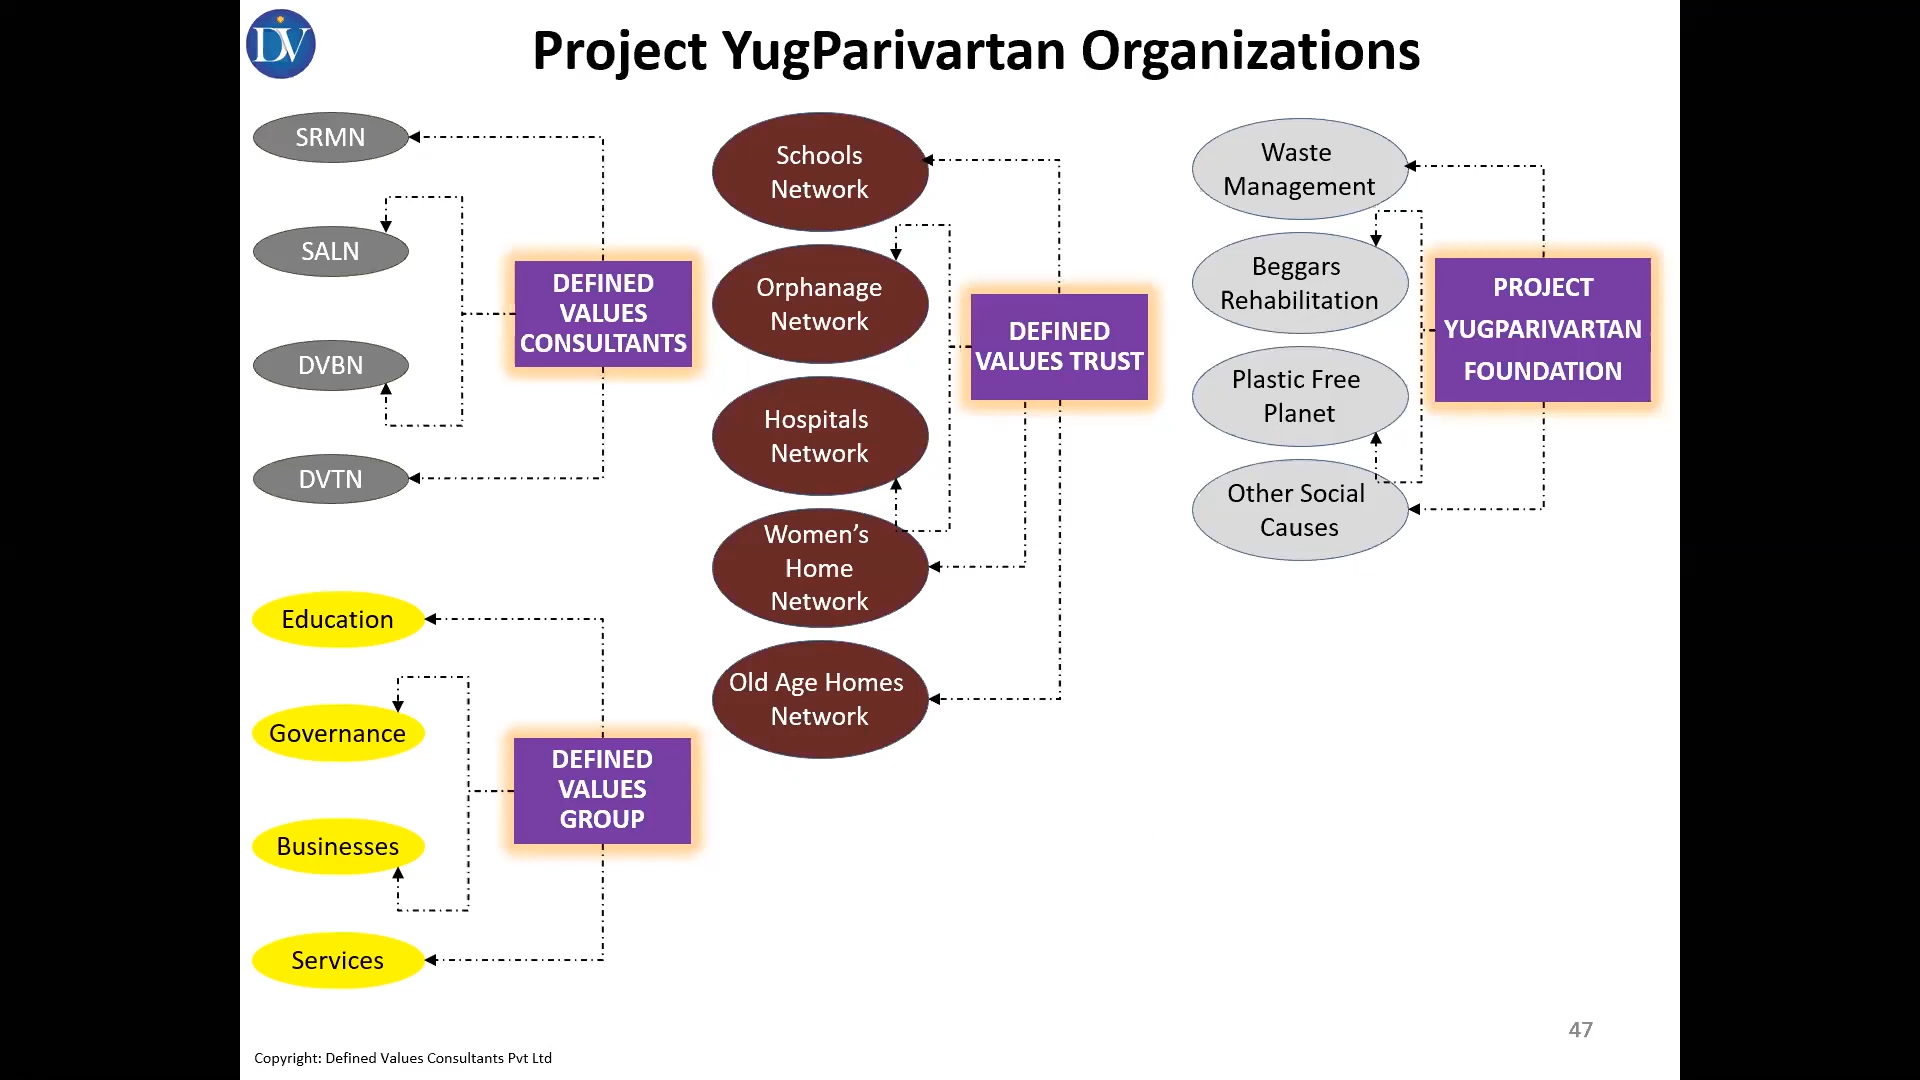 DV
Project YugParivartan Organizations
SRMN
SALN
DVBN
DVTN
DEFINED
VALUES
CONSULTANTS
Education
Governance
Businesses
Services
DEFINED
VALUES
GROUP
Schools
Network
Orphanage
Network
Hospitals
Network
Women’s
Home
Network
Old Age Homes
Network
DEFINED
VALUES TRUST
Waste
Management
Beggars
Rehabilitation
Plastic Free
Planet
Other Social
Causes
PROJECT
YUGPARIVARTAN
FOUNDATION
47
Copyright: Defined Values Consultants Pvt Ltd